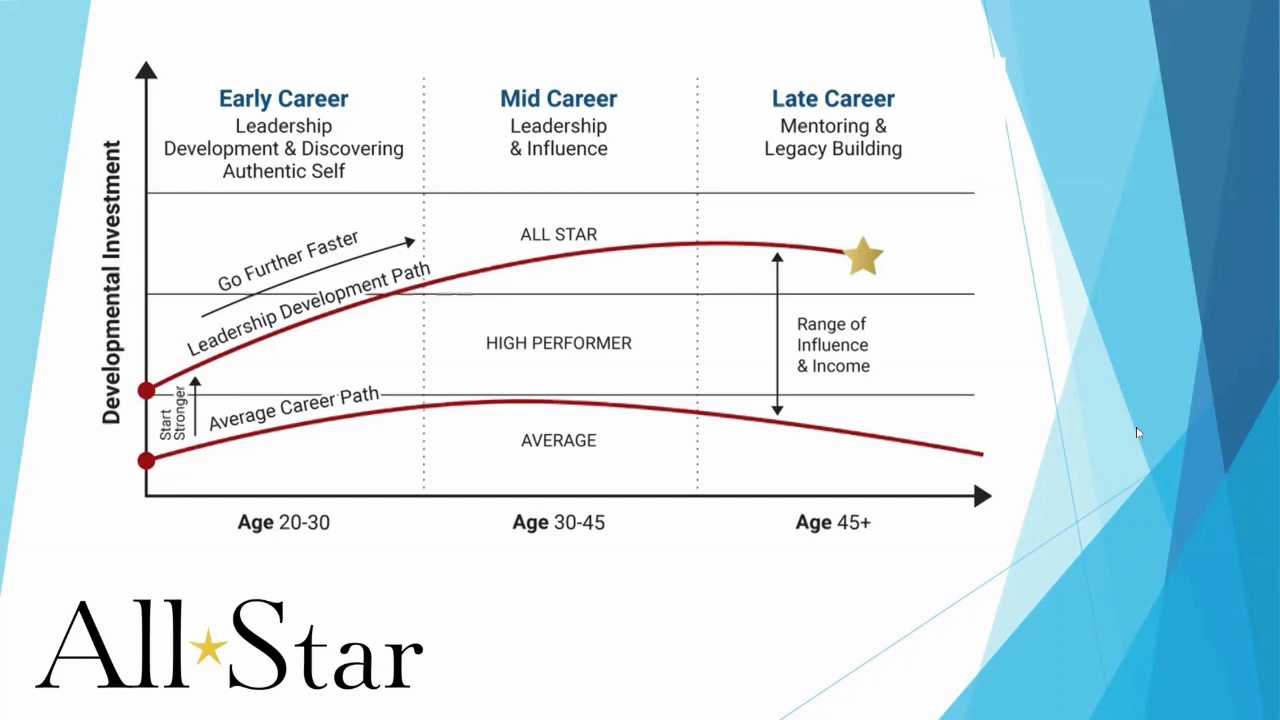 Early Career
Leadership
Development & Discovering
Authentic Self
Mid Career
Leadership
& Influence
Late Career
Mentoring &
Legacy Building
Developmental Investment
Go Further Faster
Leadership Development Path
ALL STAR
HIGH PERFORMER
Range of
Influence
& Income
Start
Stronger
Average Career Path
AVERAGE
Age 20-30
Age 30-45
Age 45+
All Star